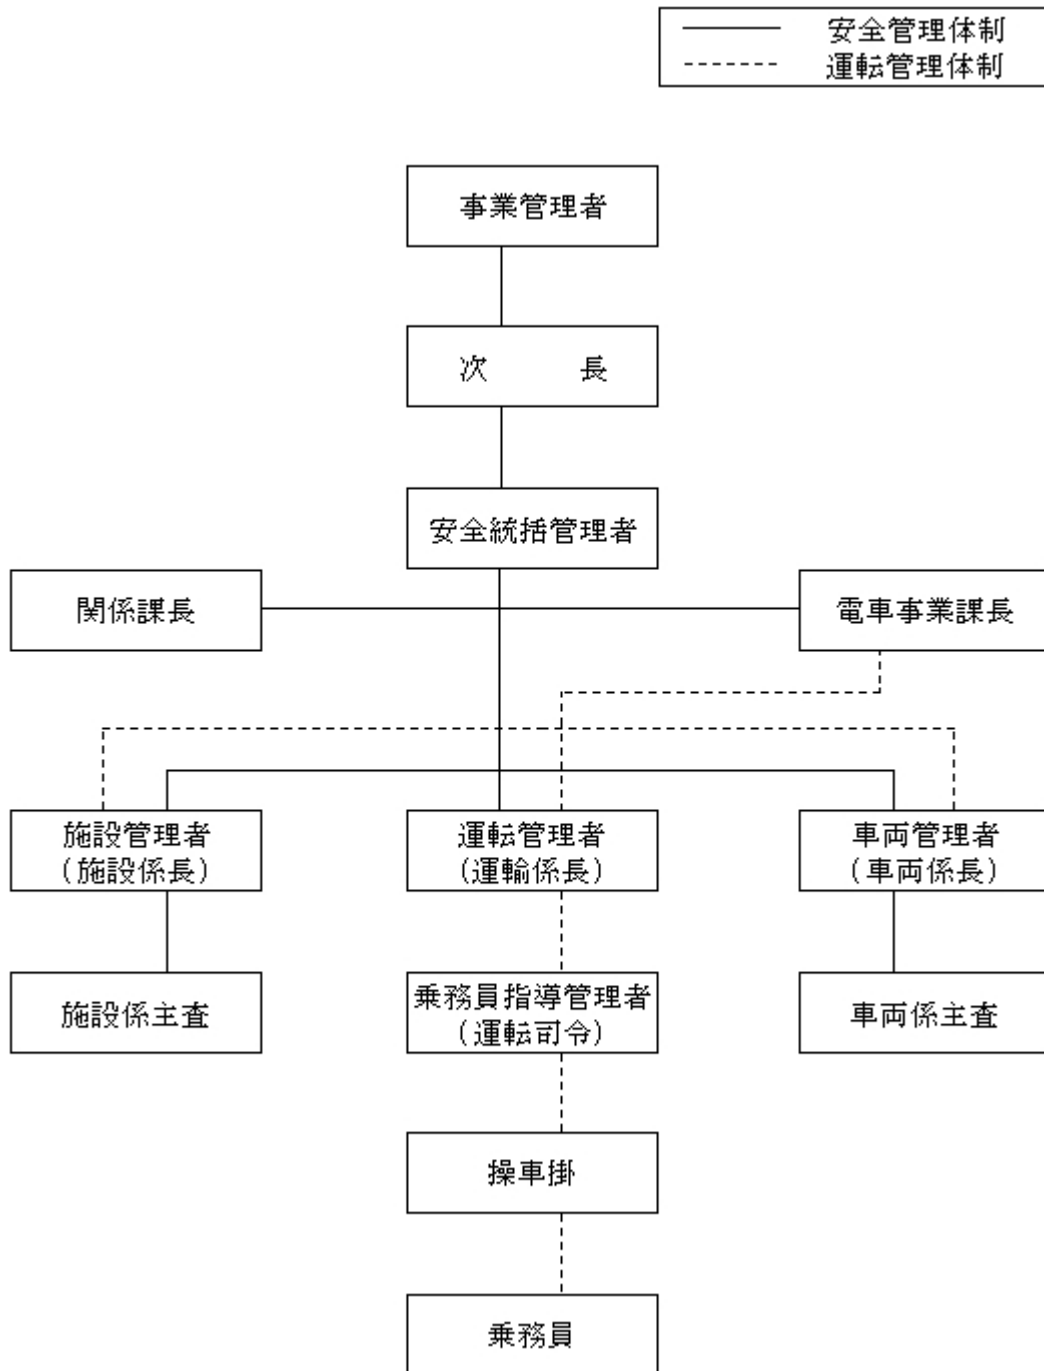 安全管理体制
運転管理体制
事業管理者
次　　　長
安全統括管理者
関係課長
電車事業課長
施設管理者
（施設係長）
運転管理者
（運輸係長）
車両管理者
（車両係長）
施設係主査
乗務員指導管理者
（運転司令）
車両係主査
操車掛
乗務員